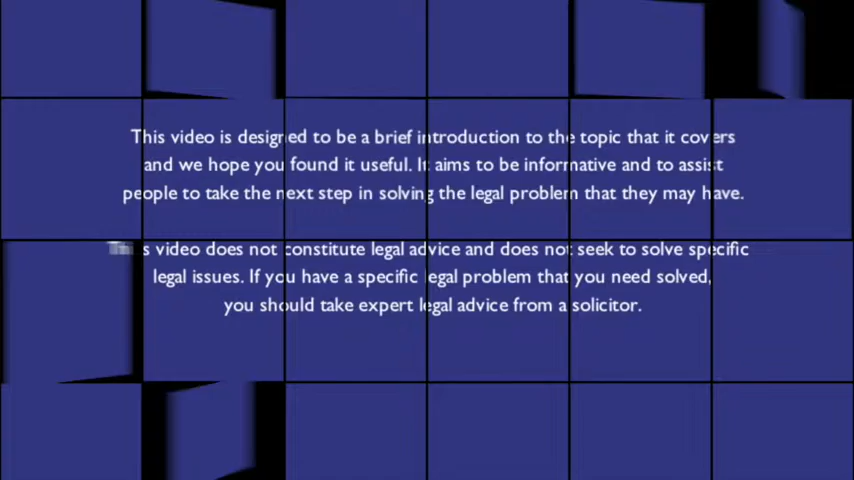 This video is designed to be a brief introduction to the topic that it covers
and we hope you found it useful. It aims to be informative and to assist
people to take the next step in solving the legal problem that they may have.
This video does not constitute legal advice and does not seek to solve specific
legal issues. If you have a specific legal problem that you need solved,
you should take expert legal advice from a solicitor.